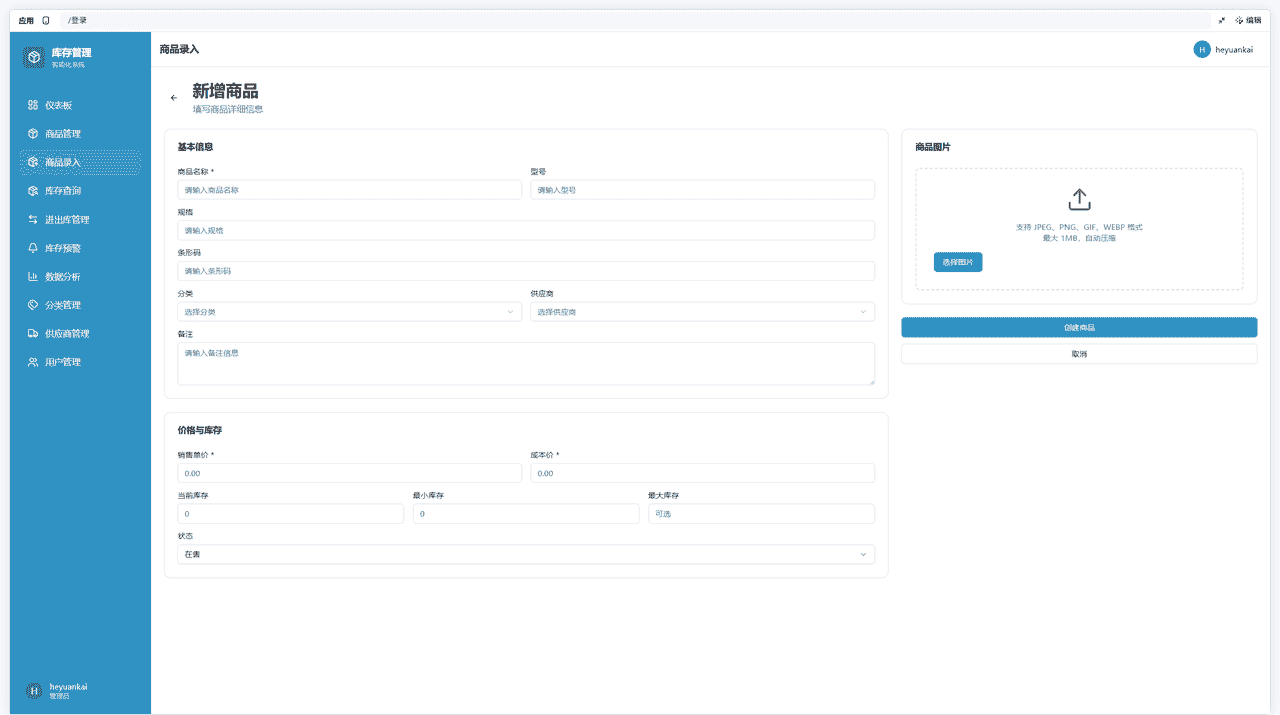 应用
/登录
编辑
库存管理
智能化系统
仪表板
商品管理
商品录入
库存查询
进出库管理
库存预警
数据分析
分类管理
供应商管理
用户管理
H
heyuankai
管理员
商品录入
H
heyuankai
新增商品
填写商品详细信息
基本信息
商品名称 *
型号
请输入商品名称
请输入型号
规格
请输入规格
条形码
请输入条形码
分类
供应商
选择分类
选择供应商
备注
请输入备注信息
价格与库存
销售单价 *
成本价 *
0.00
0.00
当前库存
最小库存
最大库存
0
0
可选
状态
在售
商品图片
支持 JPEG、PNG、GIF、WEBP 格式
最大 1MB，自动压缩
选择图片
创建商品
取消